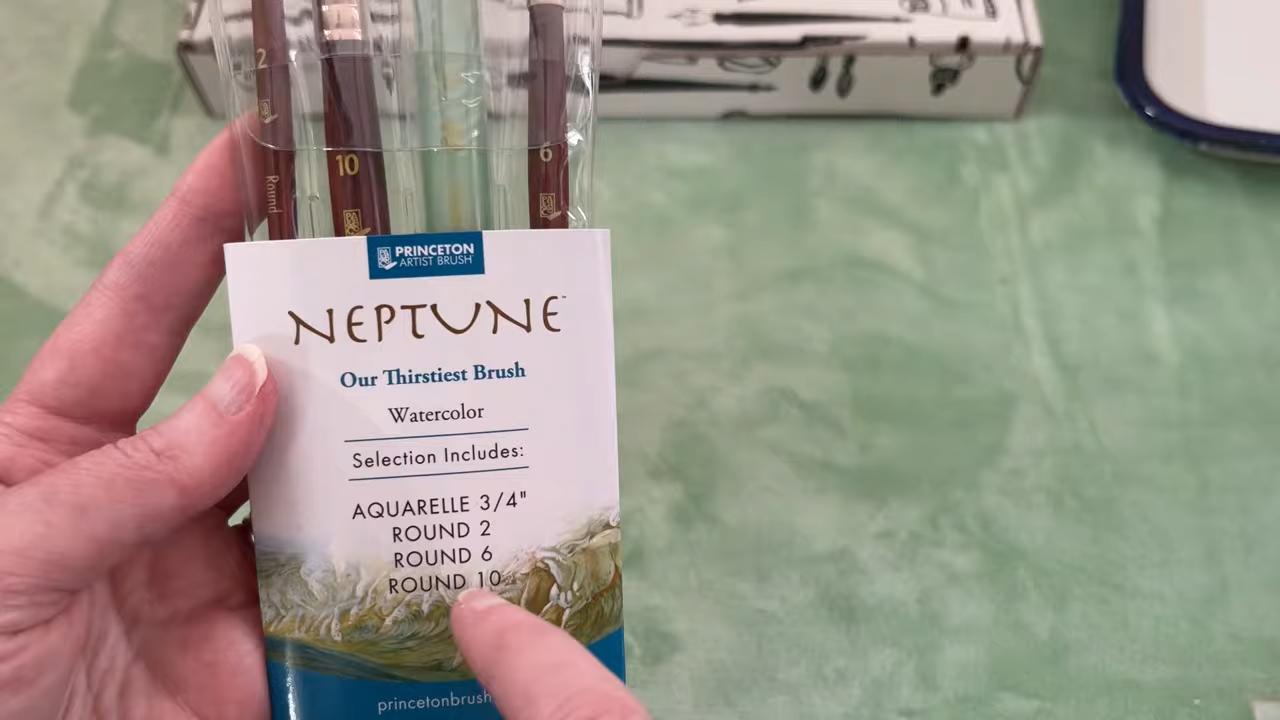 2
Round
10
6
PRINCETON
ARTIST BRUSH
NEPTUNE™
Our Thirstiest Brush
Watercolor
Selection Includes:
AQUARELLE 3/4"
ROUND 2
ROUND 6
ROUND 10
princetonbrush